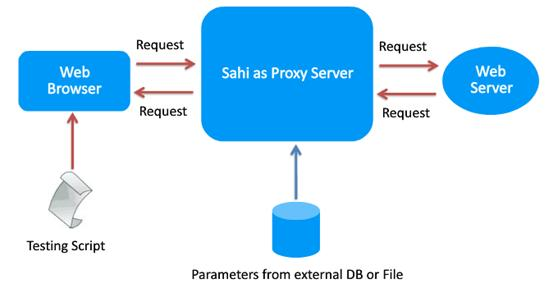 Request
Request
Web
Browser
Sahi as Proxy Server
Web
Server
Request
Request
Testing Script
Parameters from external DB or File